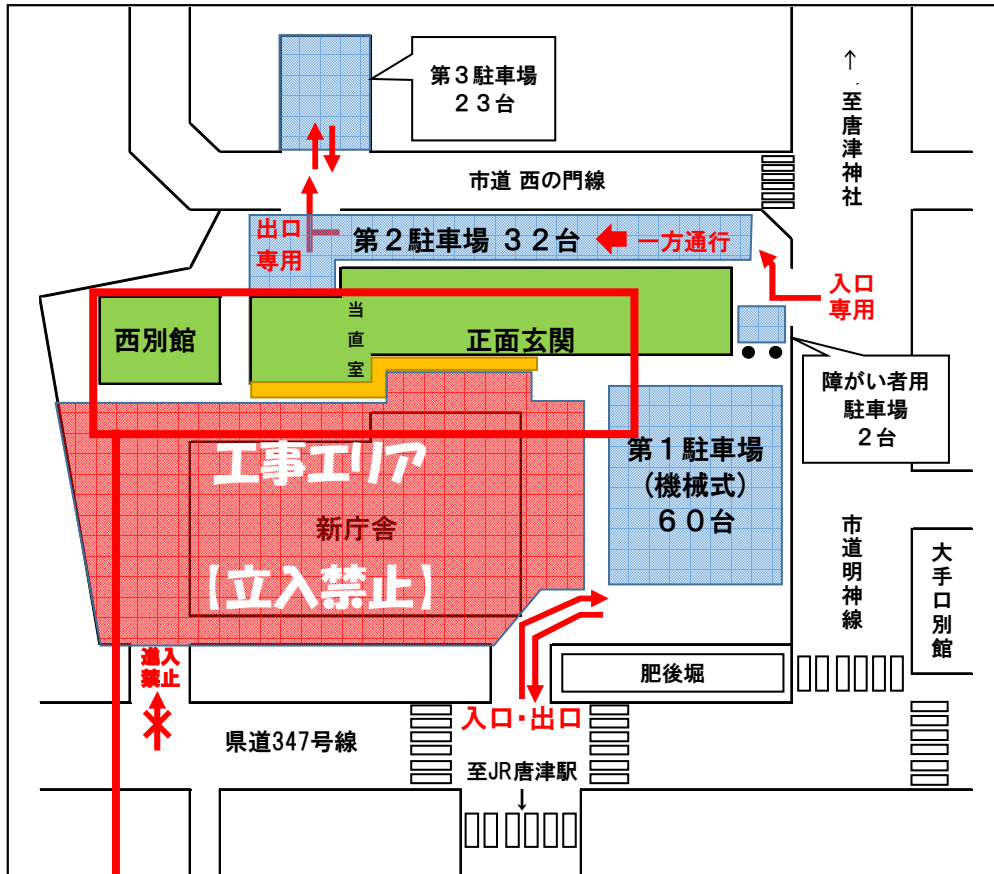 第３駐車場
２３台
↑
至唐津神社
市道 西の門線
出口
専用
第２駐車場 ３２台
一方通行
入口
専用
西別館
当直室
正面玄関
障がい者用
駐車場
２台
工事エリア
新庁舎
【立入禁止】
第１駐車場
(機械式)
６０台
市道明神線
大手口別館
進入
禁止
肥後堀
入口・出口
県道347号線
至JR唐津駅
↓